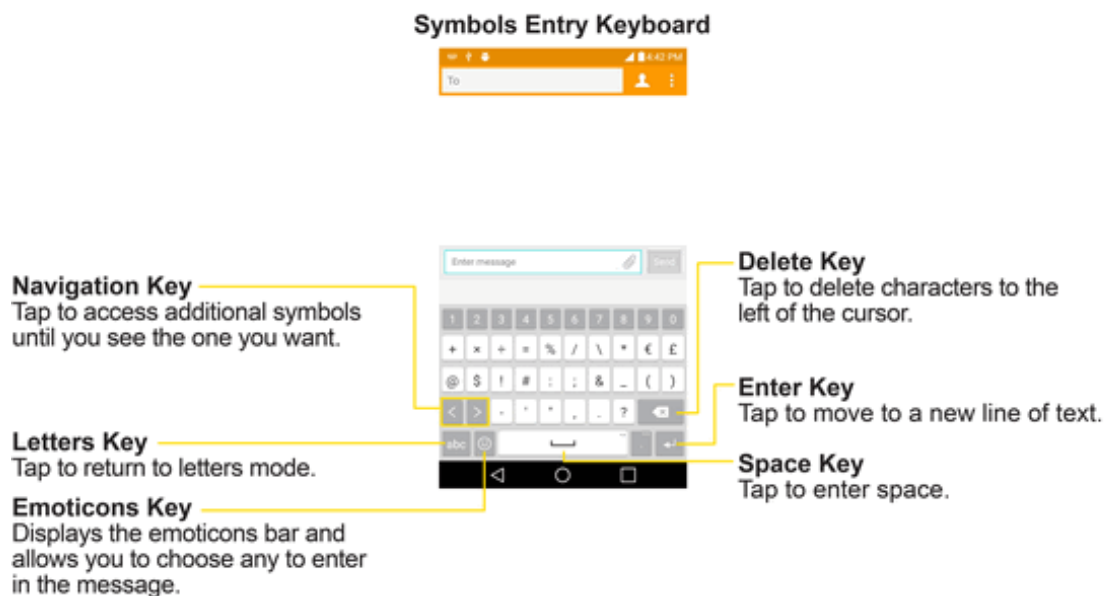 Symbols Entry Keyboard
4:42 PM
To
Enter message
Send
Navigation Key
Tap to access additional symbols
until you see the one you want.
Letters Key
Tap to return to letters mode.
Emoticons Key
Displays the emoticons bar and
allows you to choose any to enter
in the message.
1 2 3 4 5 6 7 8 9 0
+ × ÷ = % / \ * € £
@ $ ! # : ; & _ ( )
< > - ' " , . ?
abc .
Delete Key
Tap to delete characters to the
left of the cursor.
Enter Key
Tap to move to a new line of text.
Space Key
Tap to enter space.